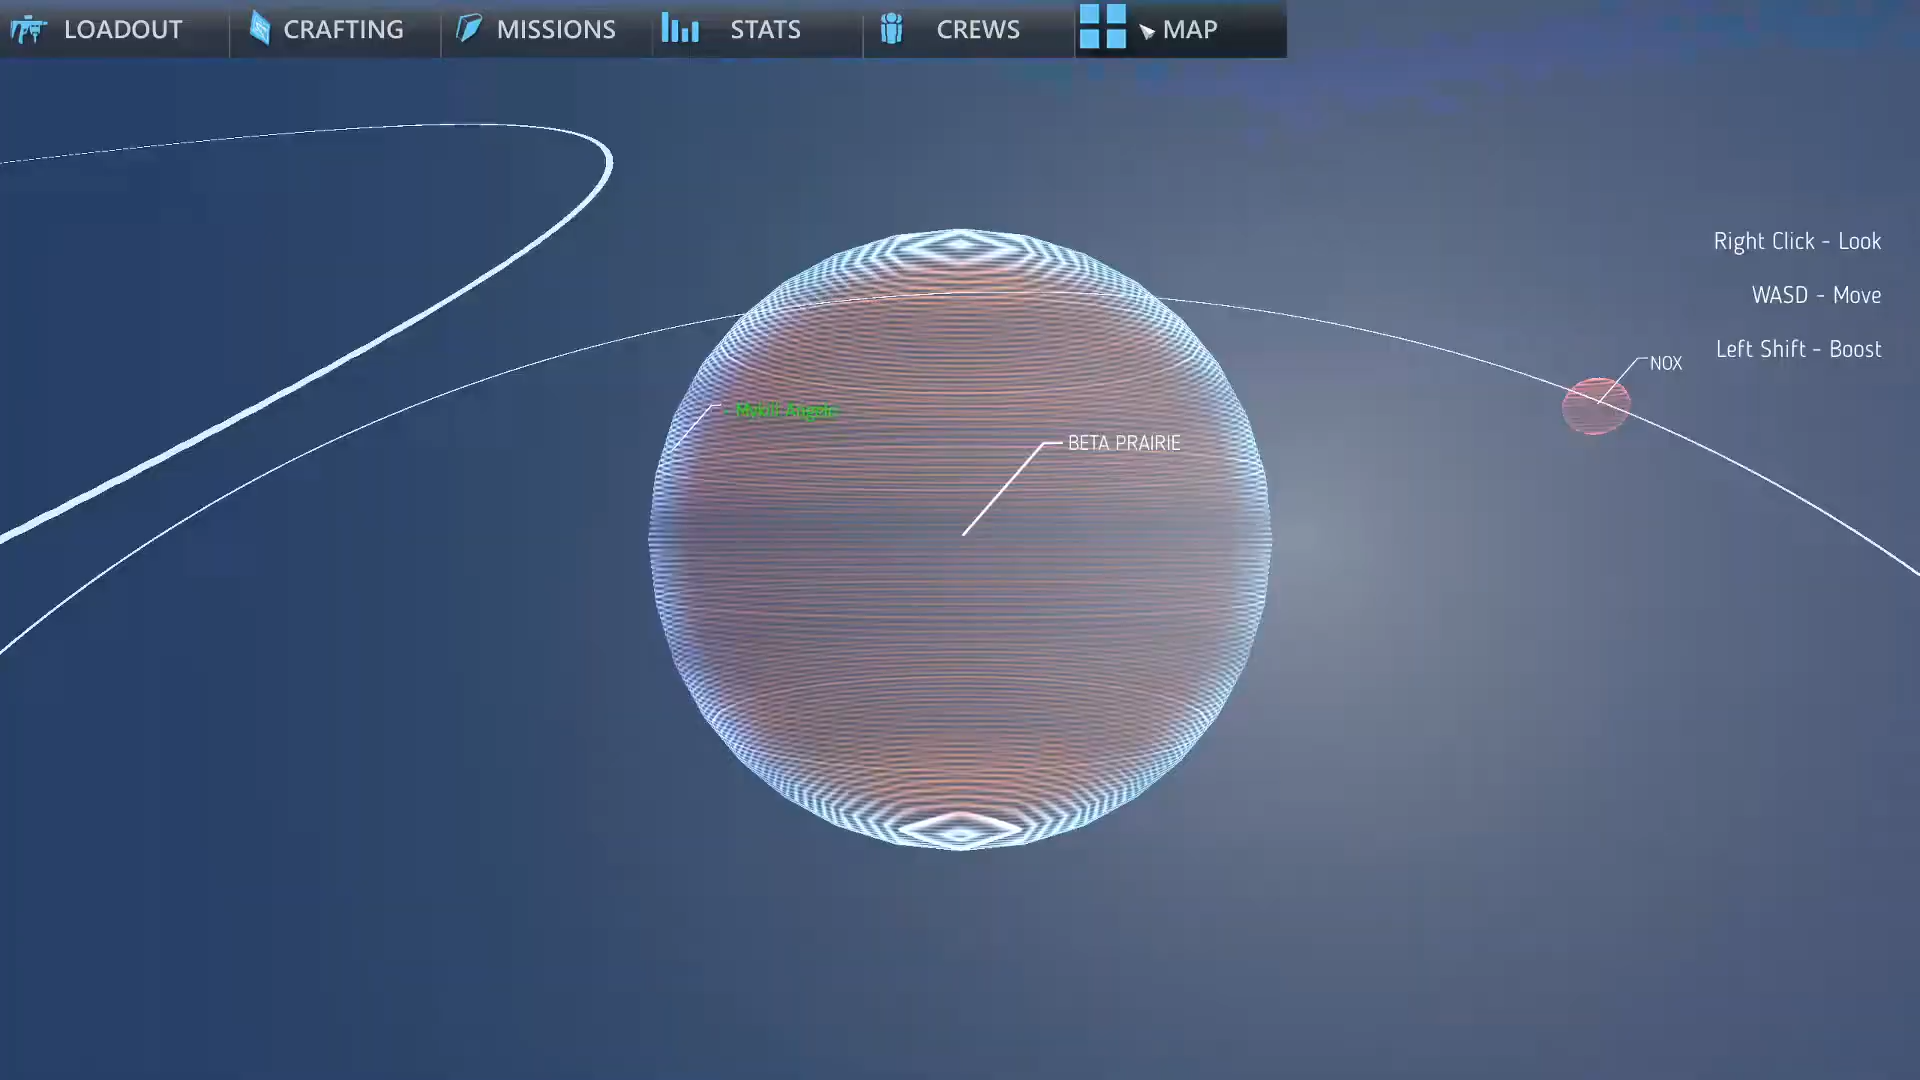 LOADOUT
CRAFTING
MISSIONS
STATS
CREWS
MAP
Right Click - Look
WASD - Move
Left Shift - Boost
NOX
BETA PRAIRIE